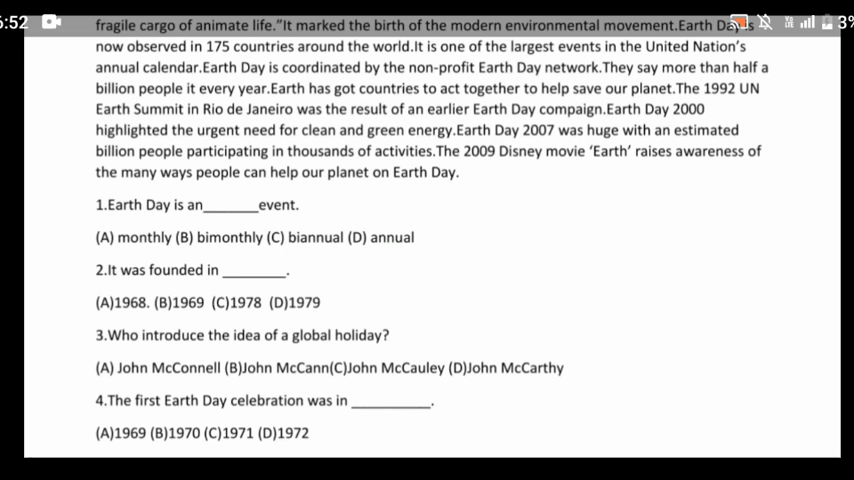 6:52
3%
fragile cargo of animate life."It marked the birth of the modern environmental movement.Earth Day is
now observed in 175 countries around the world.It is one of the largest events in the United Nation's
annual calendar.Earth Day is coordinated by the non-profit Earth Day network.They say more than half a
billion people it every year.Earth has got countries to act together to help save our planet.The 1992 UN
Earth Summit in Rio de Janeiro was the result of an earlier Earth Day compaign.Earth Day 2000
highlighted the urgent need for clean and green energy.Earth Day 2007 was huge with an estimated
billion people participating in thousands of activities.The 2009 Disney movie 'Earth' raises awareness of
the many ways people can help our planet on Earth Day.
1.Earth Day is an_______event.
(A) monthly (B) bimonthly (C) biannual (D) annual
2.It was founded in ________.
(A)1968. (B)1969 (C)1978 (D)1979
3.Who introduce the idea of a global holiday?
(A) John McConnell (B)John McCann(C)John McCauley (D)John McCarthy
4.The first Earth Day celebration was in __________.
(A)1969 (B)1970 (C)1971 (D)1972